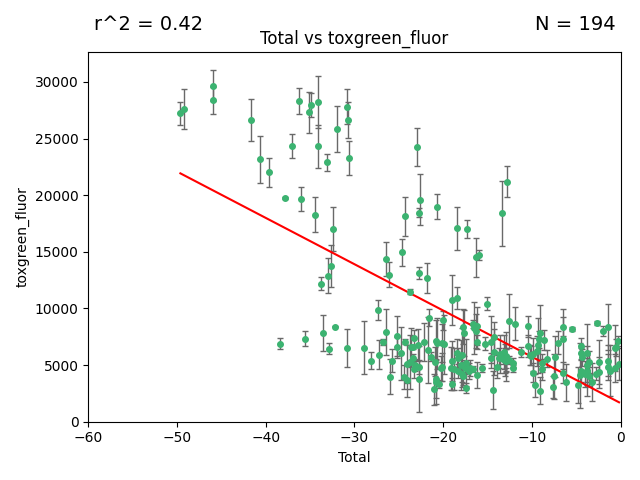 r^2 = 0.42
N = 194
Total vs toxgreen_fluor
30000
25000
20000
15000
10000
5000
0
toxgreen_fluor
−60
−50
−40
−30
−20
−10
0
Total